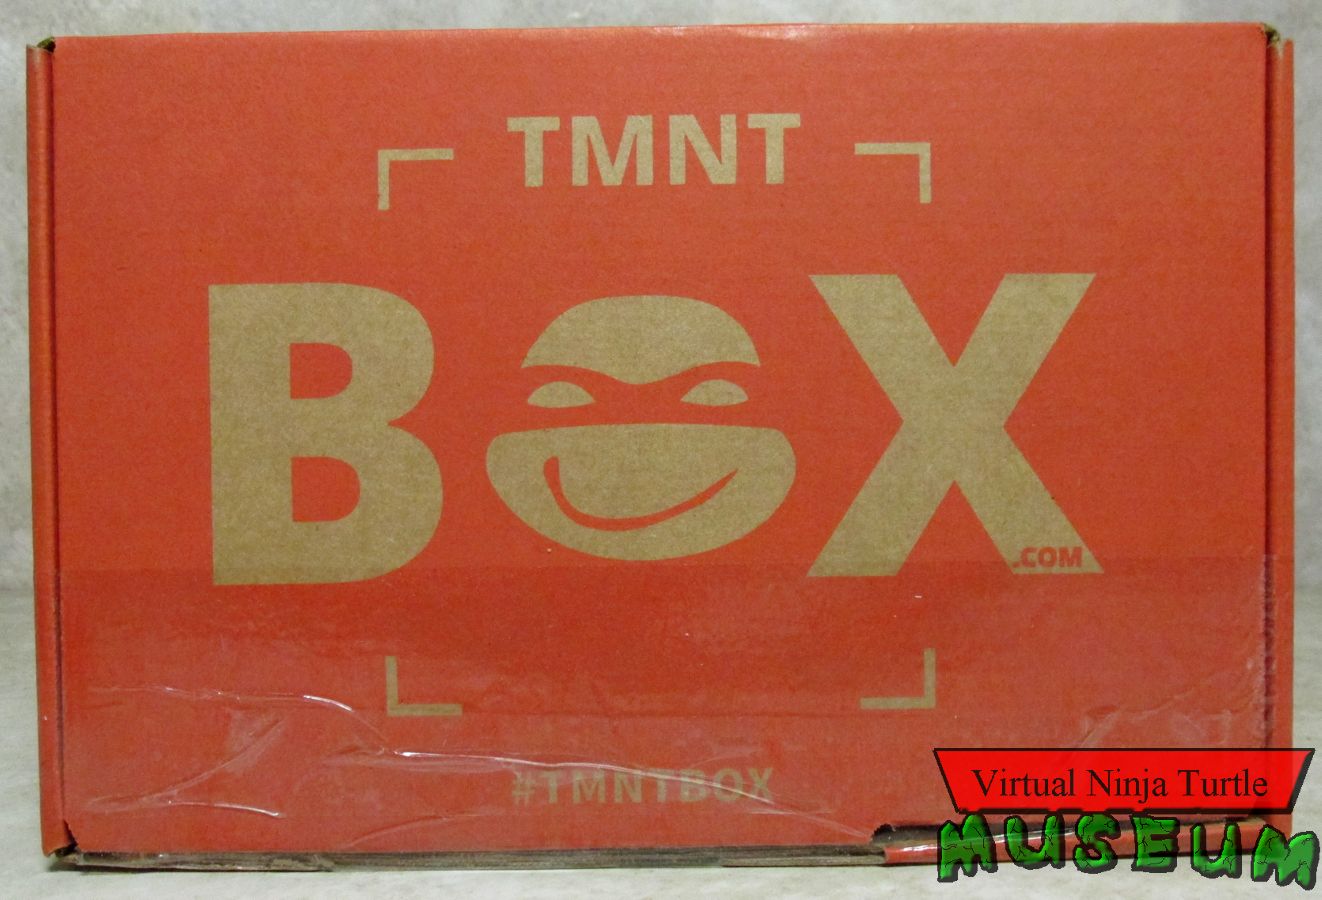 TMNT
BOX
.COM
#TMNTBOX
Virtual Ninja Turtle
MUSEUM